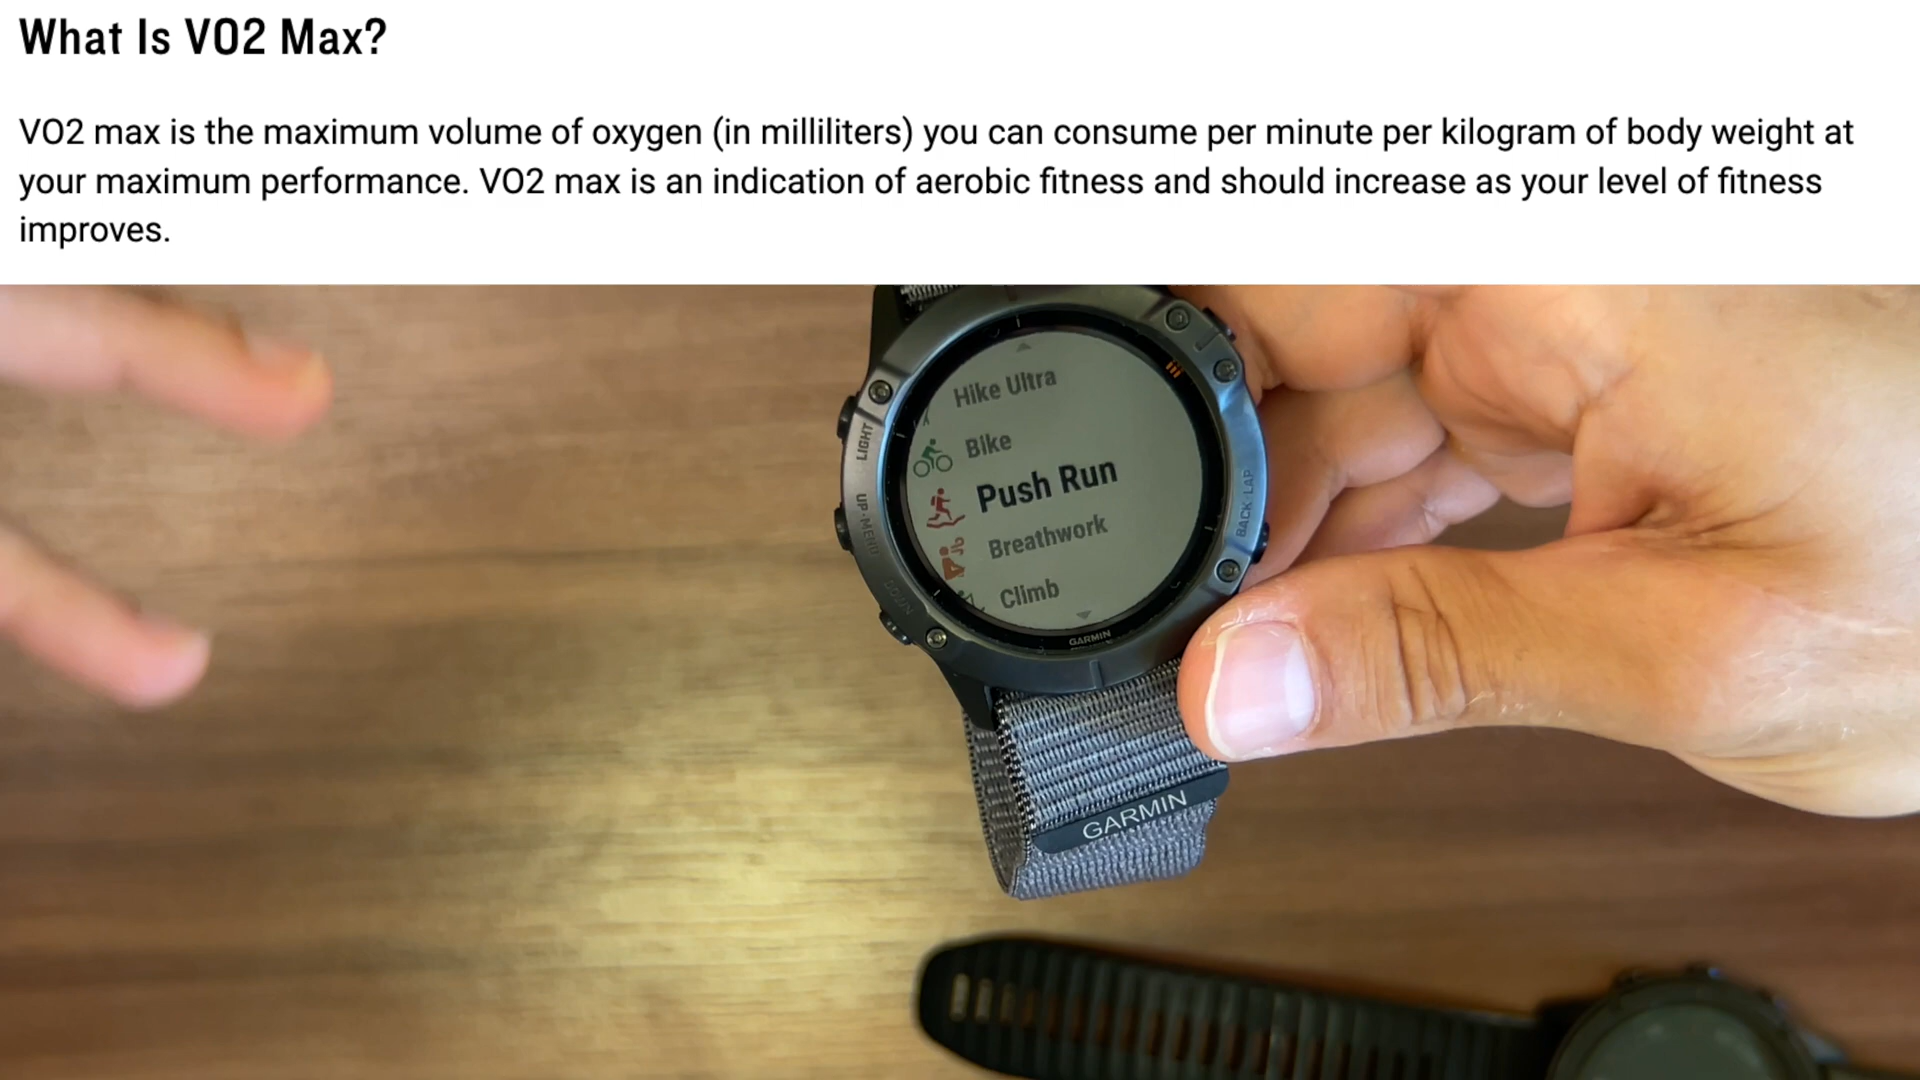 What Is VO2 Max?
VO2 max is the maximum volume of oxygen (in milliliters) you can consume per minute per kilogram of body weight at
your maximum performance. VO2 max is an indication of aerobic fitness and should increase as your level of fitness
improves.
Hike Ultra
Bike
Push Run
Breathwork
Climb
GARMIN
LIGHT
UP·MENU
DOWN
BACK·LAP
GARMIN